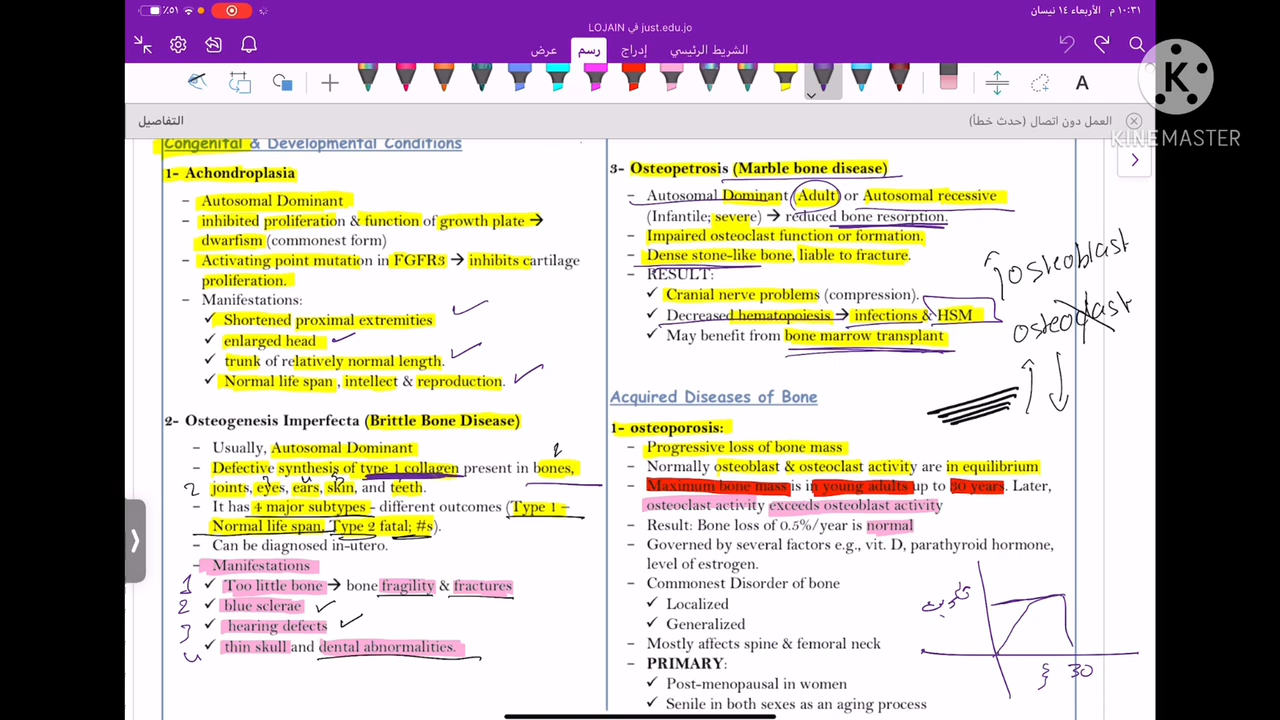 ١٠:٣١ م الأربعاء ١٤ نيسان
٥١٪
LOJAIN في just.edu.jo
الشريط الرئيسي
إدراج
رسم
عرض
A
العمل دون اتصال (حدث خطأ)
التفاصيل
K
KINEMASTER
Congenital & Developmental Conditions
1- Achondroplasia
– Autosomal Dominant
– inhibited proliferation & function of growth plate →
dwarfism (commonest form)
– Activating point mutation in FGFR3 → inhibits cartilage
proliferation.
– Manifestations:
✓ Shortened proximal extremities
✓ enlarged head
✓ trunk of relatively normal length.
✓ Normal life span , intellect & reproduction.
2- Osteogenesis Imperfecta (Brittle Bone Disease)
– Usually, Autosomal Dominant
– Defective synthesis of type 1 collagen present in bones,
joints, eyes, ears, skin, and teeth.
– It has 4 major subtypes - different outcomes (Type 1 –
Normal life span, Type 2 fatal; #s).
– Can be diagnosed in-utero.
– Manifestations
1 ✓ Too little bone → bone fragility & fractures
2 ✓ blue sclerae
3 ✓ hearing defects
4 ✓ thin skull and dental abnormalities.
3- Osteopetrosis (Marble bone disease)
– Autosomal Dominant (Adult) or Autosomal recessive
(Infantile; severe) → reduced bone resorption.
– Impaired osteoclast function or formation.
– Dense stone-like bone, liable to fracture.
– RESULT:
✓ Cranial nerve problems (compression).
✓ Decreased hematopoiesis → infections & HSM
✓ May benefit from bone marrow transplant
↑ osteoblast
osteoclast
↑ ↓
Acquired Diseases of Bone
1- osteoporosis:
– Progressive loss of bone mass
– Normally osteoblast & osteoclast activity are in equilibrium
– Maximum bone mass is in young adults up to 30 years. Later,
osteoclast activity exceeds osteoblast activity
– Result: Bone loss of 0.5%/year is normal
– Governed by several factors e.g., vit. D, parathyroid hormone,
level of estrogen.
– Commonest Disorder of bone
✓ Localized
✓ Generalized
– Mostly affects spine & femoral neck
– PRIMARY:
✓ Post-menopausal in women
✓ Senile in both sexes as an aging process
30